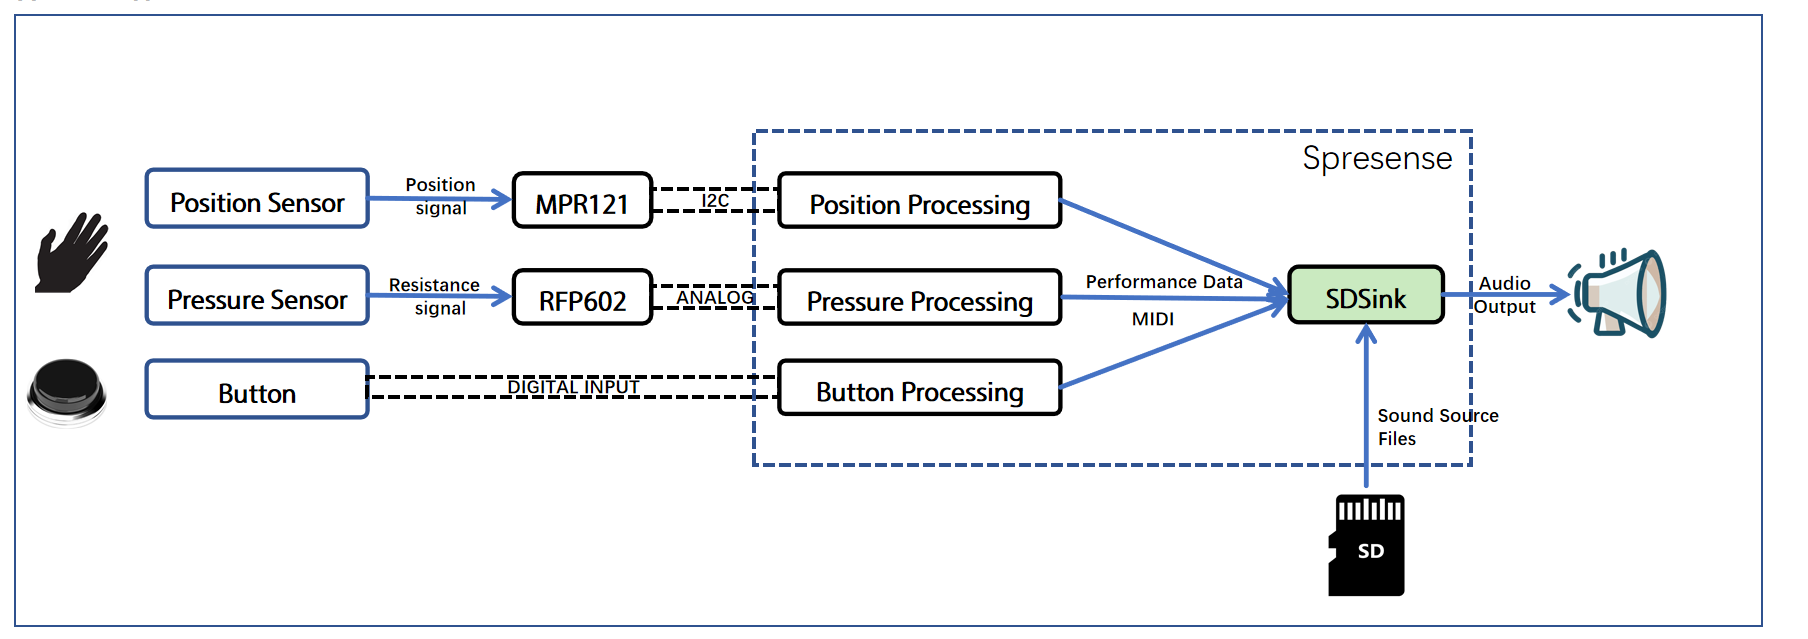 Spresense
Position Sensor
Position
signal
MPR121
I2C
Position Processing
Pressure Sensor
Resistance
signal
RFP602
ANALOG
Pressure Processing
Performance Data
MIDI
SDSink
Audio
Output
Button
DIGITAL INPUT
Button Processing
Sound Source
Files
SD